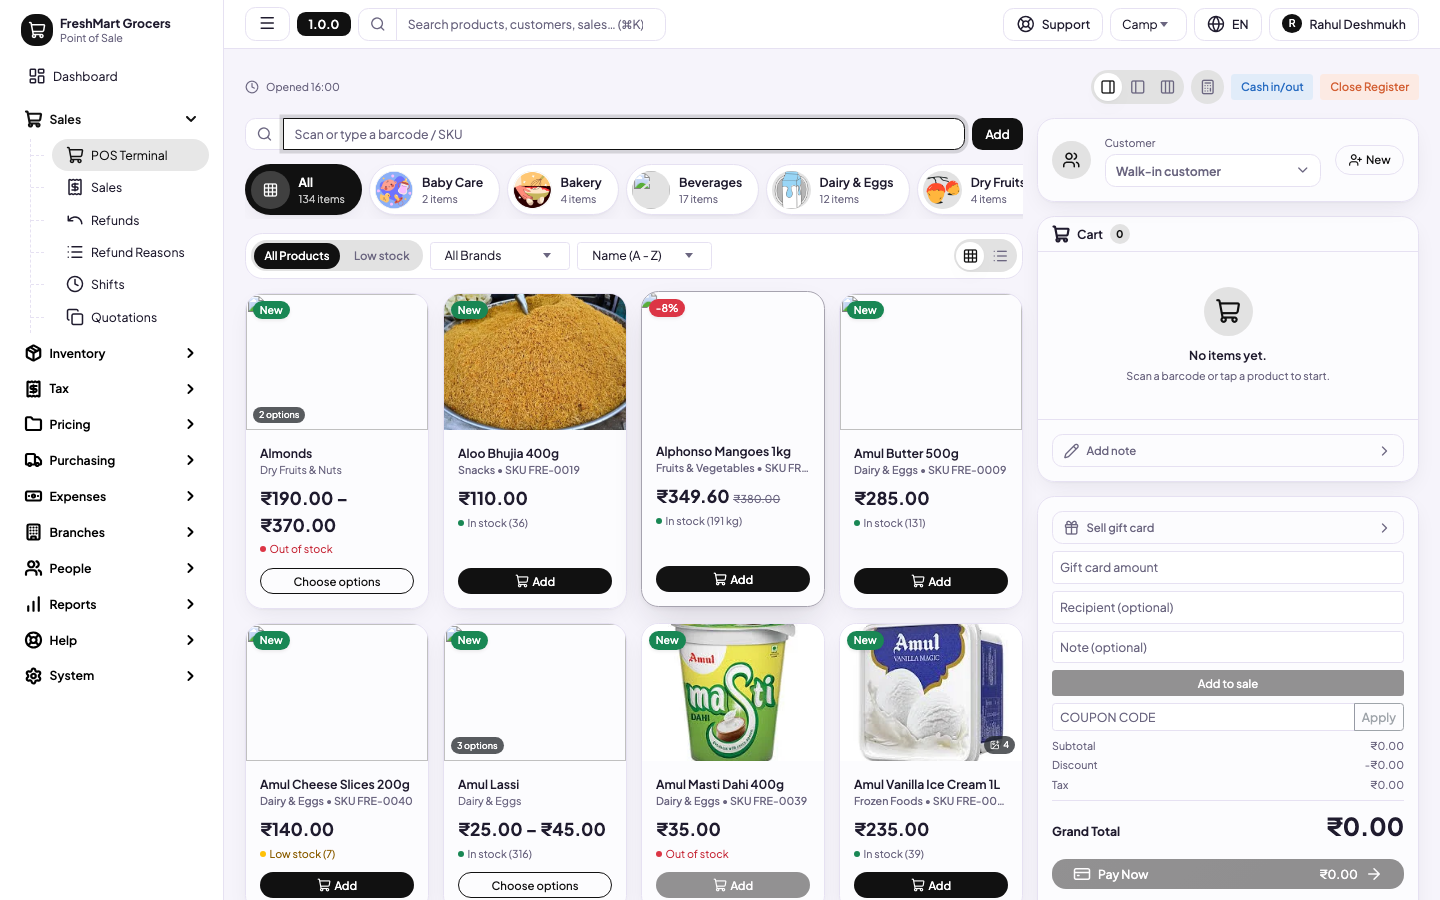 FreshMart Grocers
Point of Sale
1.0.0
Search products, customers, sales... (⌘K)
Support
Camp
EN
R
Rahul Deshmukh
Dashboard
Sales
POS Terminal
Sales
Refunds
Refund Reasons
Shifts
Quotations
Inventory
Tax
Pricing
Purchasing
Expenses
Branches
People
Reports
Help
System
Opened 16:00
Cash in/out
Close Register
Scan or type a barcode / SKU
Add
All
134 items
Baby Care
2 items
Bakery
4 items
Beverages
17 items
Dairy & Eggs
12 items
Dry Fruits
4 items
All Products
Low stock
All Brands
Name (A - Z)
New
2 options
Almonds
Dry Fruits & Nuts
₹190.00 –
₹370.00
Out of stock
Choose options
New
Aloo Bhujia 400g
Snacks • SKU FRE-0019
₹110.00
In stock (36)
Add
-8%
Alphonso Mangoes 1kg
Fruits & Vegetables • SKU FR...
₹349.60 ₹380.00
In stock (191 kg)
Add
New
Amul Butter 500g
Dairy & Eggs • SKU FRE-0009
₹285.00
In stock (131)
Add
New
Amul Cheese Slices 200g
Dairy & Eggs • SKU FRE-0040
₹140.00
Low stock (7)
Add
New
3 options
Amul Lassi
Dairy & Eggs
₹25.00 – ₹45.00
In stock (316)
Choose options
New
Amul
maSti
DAHI
Amul Masti Dahi 400g
Dairy & Eggs • SKU FRE-0039
₹35.00
Out of stock
Add
New
Amul
VANILLA MAGIC
4
Amul Vanilla Ice Cream 1L
Frozen Foods • SKU FRE-00...
₹235.00
In stock (39)
Add
Customer
Walk-in customer
New
Cart 0
No items yet.
Scan a barcode or tap a product to start.
Add note
Sell gift card
Gift card amount
Recipient (optional)
Note (optional)
Add to sale
COUPON CODE
Apply
Subtotal ₹0.00
Discount -₹0.00
Tax ₹0.00
Grand Total ₹0.00
Pay Now ₹0.00